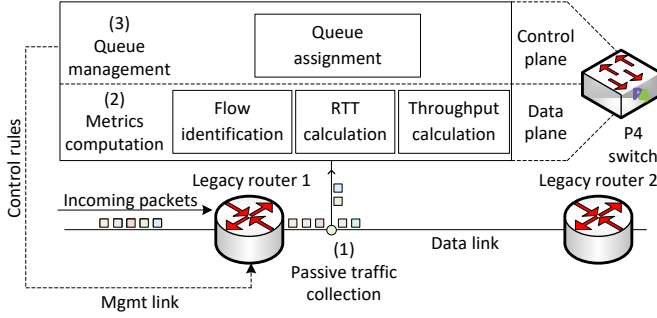 (3)
Queue
management
Queue
assignment
Control
plane
(2)
Metrics
computation
Flow
identification
RTT
calculation
Throughput
calculation
Data
plane
P4
P4
switch
Control rules
Legacy router 1
Legacy router 2
Incoming packets
(1)
Passive traffic
collection
Data link
Mgmt link